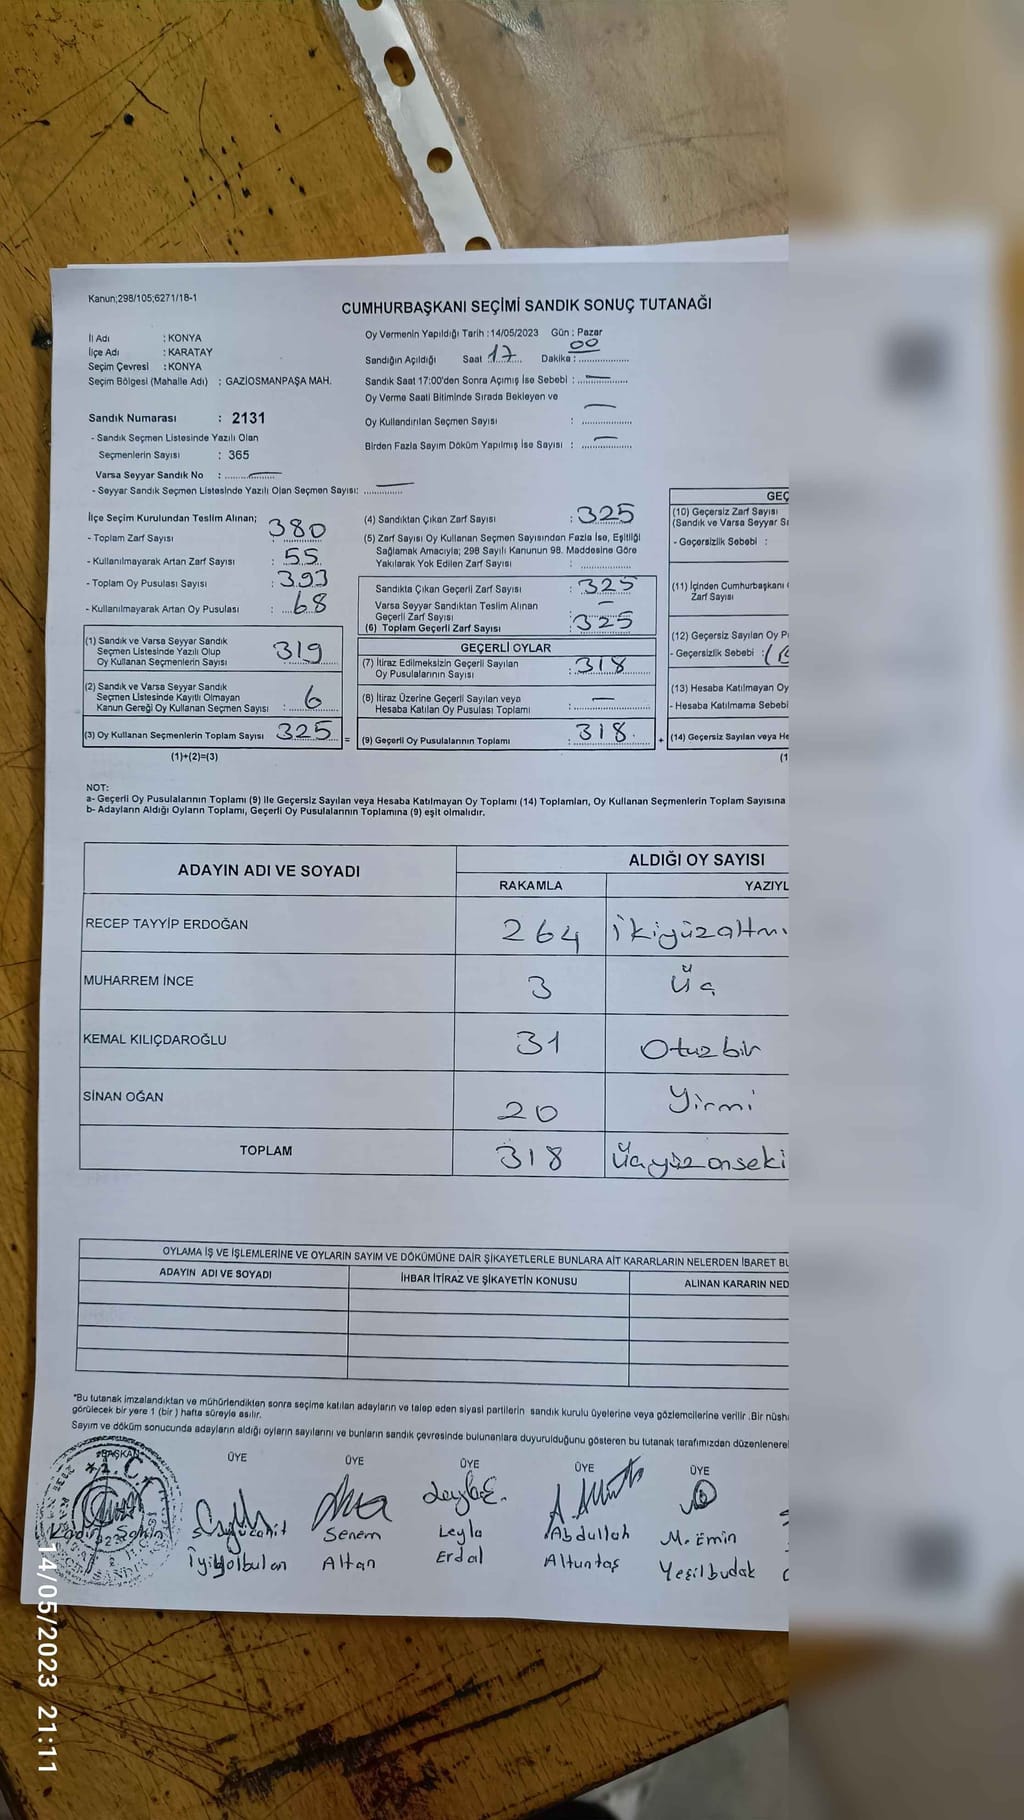 Kanun;298/105;6271/18-1
CUMHURBAŞKANI SEÇİMİ SANDIK SONUÇ TUTANAĞI
İl Adı : KONYA
İlçe Adı : KARATAY
Seçim Çevresi : KONYA
Seçim Bölgesi (Mahalle Adı) : GAZİOSMANPAŞA MAH.
Sandık Numarası : 2131
- Sandık Seçmen Listesinde Yazılı Olan
Seçmenlerin Sayısı : 365
Varsa Seyyar Sandık No :
- Seyyar Sandık Seçmen Listesinde Yazılı Olan Seçmen Sayısı:
Oy Vermenin Yapıldığı Tarih : 14/05/2023 Gün : Pazar
Sandığın Açıldığı Saat 17 Dakika : 00
Sandık Saat 17:00'den Sonra Açımış İse Sebebi :
Oy Verme Saati Bitiminde Sırada Bekleyen ve
Oy Kullandırılan Seçmen Sayısı :
Birden Fazla Sayım Döküm Yapılmış İse Sayısı :
İlçe Seçim Kurulundan Teslim Alınan;
- Toplam Zarf Sayısı : 380
- Kullanılmayarak Artan Zarf Sayısı : 55
- Toplam Oy Pusulası Sayısı : 393
- Kullanılmayarak Artan Oy Pusulası : 68
(1) Sandık ve Varsa Seyyar Sandık
Seçmen Listesinde Yazılı Olup
Oy Kullanan Seçmenlerin Sayısı 319
(2) Sandık ve Varsa Seyyar Sandık
Seçmen Listesinde Kayıtlı Olmayan
Kanun Gereği Oy Kullanan Seçmen Sayısı : 6
(3) Oy Kullanan Seçmenlerin Toplam Sayısı 325 =
(1)+(2)=(3)
(4) Sandıktan Çıkan Zarf Sayısı : 325
(5) Zarf Sayısı Oy Kullanan Seçmen Sayısından Fazla İse, Eşitliği
Sağlamak Amacıyla; 298 Sayılı Kanunun 98. Maddesine Göre
Yakılarak Yok Edilen Zarf Sayısı :
Sandıkta Çıkan Geçerli Zarf Sayısı : 325
Varsa Seyyar Sandıktan Teslim Alınan
Geçerli Zarf Sayısı :
(6) Toplam Geçerli Zarf Sayısı : 325
GEÇERLİ OYLAR
(7) İtiraz Edilmeksizin Geçerli Sayılan
Oy Pusulalarının Sayısı : 318
(8) İtiraz Üzerine Geçerli Sayılan veya
Hesaba Katılan Oy Pusulası Toplamı :
(9) Geçerli Oy Pusulalarının Toplamı : 318 +
GEÇ
(10) Geçersiz Zarf Sayısı
(Sandık ve Varsa Seyyar
- Geçersizlik Sebebi :
(11) İçinden Cumhurbaşkanı
Zarf Sayısı
(12) Geçersiz Sayılan Oy
- Geçersizlik Sebebi :
(13) Hesaba Katılmayan Oy
- Hesaba Katılmama Sebebi
(14) Geçersiz Sayılan veya He
(1
NOT:
a- Geçerli Oy Pusulalarının Toplamı (9) ile Geçersiz Sayılan veya Hesaba Katılmayan Oy Toplamı (14) Toplamları, Oy Kullanan Seçmenlerin Toplam Sayısına
b- Adayların Aldığı Oyların Toplamı, Geçerli Oy Pusulalarının Toplamına (9) eşit olmalıdır.
ADAYIN ADI VE SOYADI ALDIĞI OY SAYISI
RAKAMLA YAZIYL
RECEP TAYYİP ERDOĞAN 264 ikiyüzaltmı
MUHARREM İNCE 3 üç
KEMAL KILIÇDAROĞLU 31 Otuzbir
SİNAN OĞAN 20 Yirmi
TOPLAM 318 Üçyüzonseki
OYLAMA İŞ VE İŞLEMLERİNE VE OYLARIN SAYIM VE DÖKÜMÜNE DAİR ŞİKAYETLERLE BUNLARA AİT KARARLARIN NELERDEN İBARET BU
ADAYIN ADI VE SOYADI İHBAR İTİRAZ VE ŞİKAYETİN KONUSU ALINAN KARARIN NED
*Bu tutanak imzalandıktan ve mühürlendikten sonra seçime katılan adayların ve talep eden siyasi partilerin sandık kurulu üyelerine veya gözlemcilerine verilir .Bir nüsh
görülecek bir yere 1 (bir ) hafta süreyle asılır.
Sayım ve döküm sonucunda adayların aldığı oyların sayılarını ve bunların sandık çevresinde bulunanlara duyurulduğunu gösteren bu tutanak tarafımızdan düzenlenerek
BAŞKAN ÜYE ÜYE ÜYE ÜYE ÜYE
Kadir Şahin Senem Leyla Abdullah M. Emin
İyiyolbulan Altan Erdal Altuntaş Yeşilbudak
14/05/2023 21:11